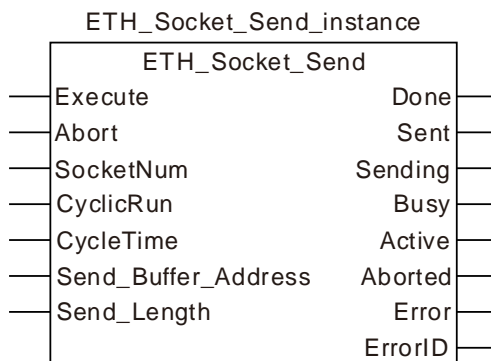 ETH_Socket_Send_instance
ETH_Socket_Send
Execute Done
Abort Sent
SocketNum Sending
CyclicRun Busy
CycleTime Active
Send_Buffer_Address Aborted
Send_Length Error
ErrorID